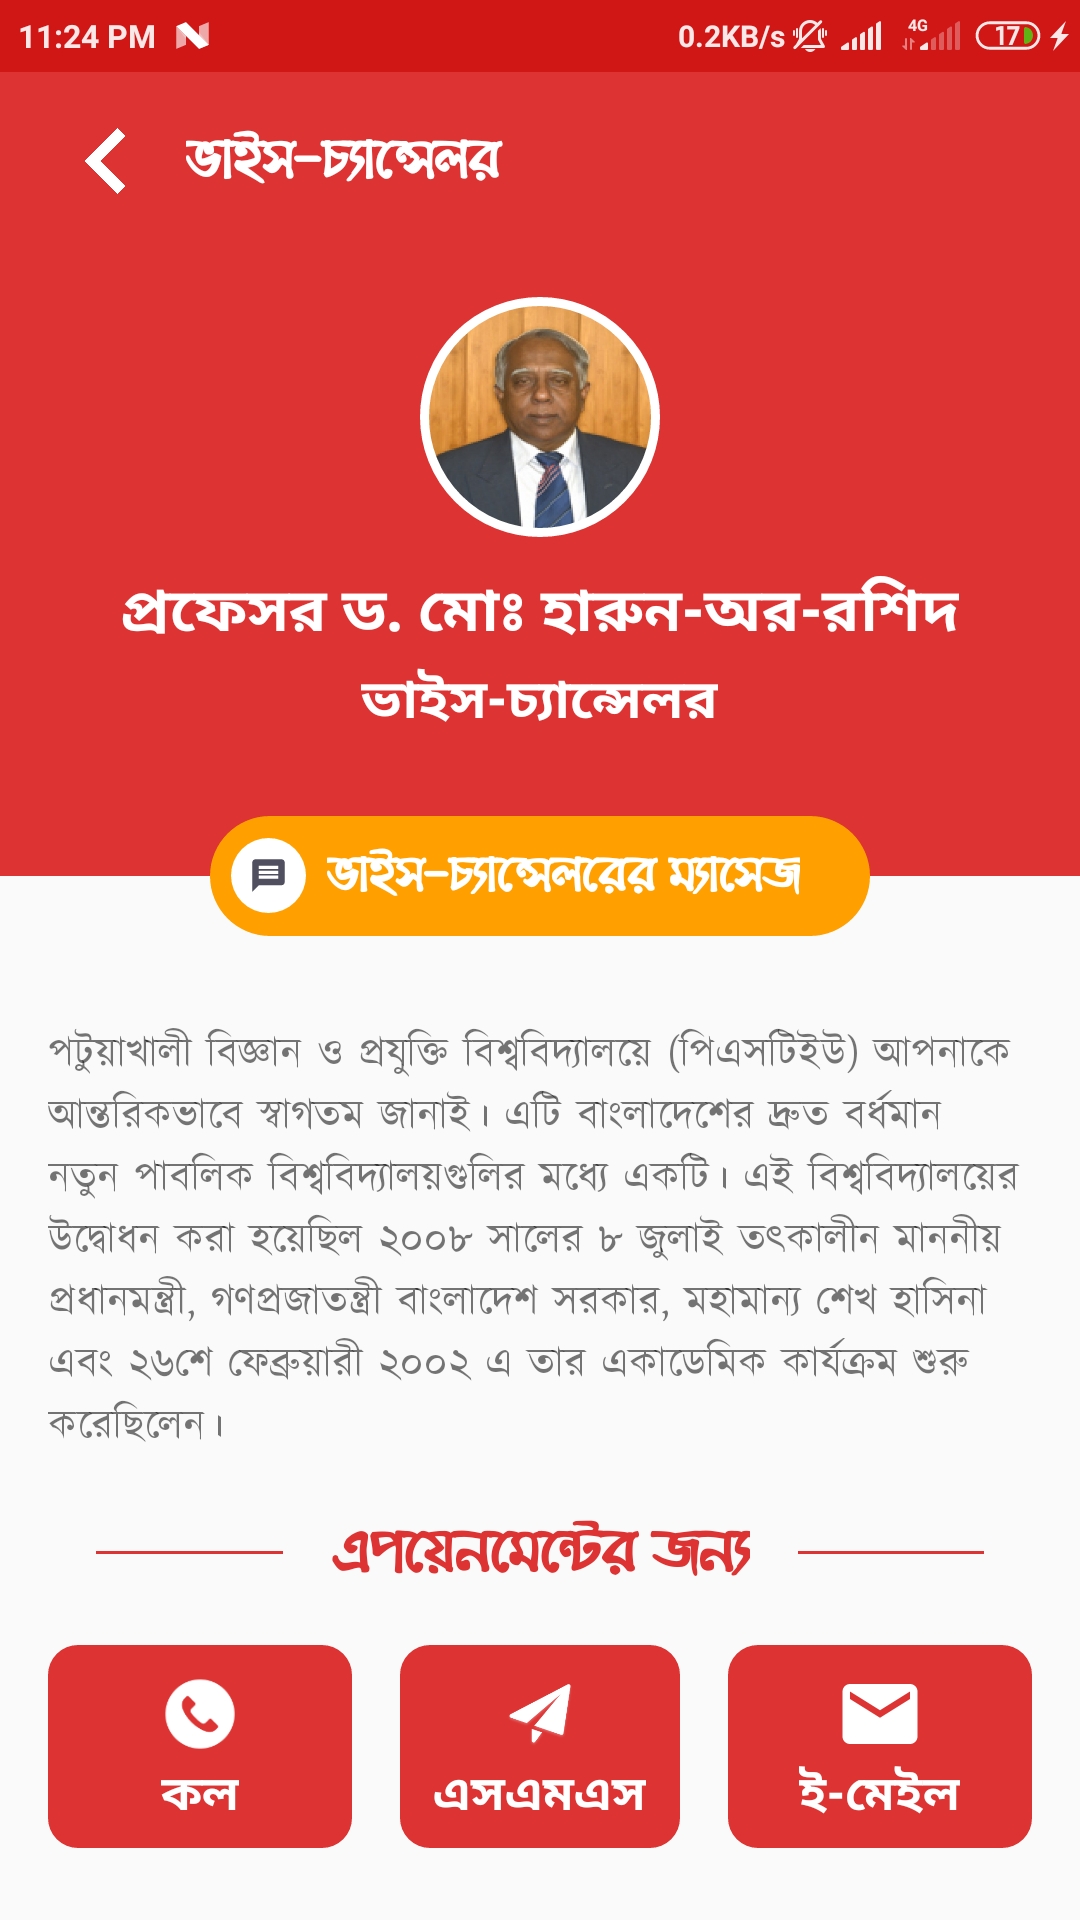 11:24 PM 0.2KB/s 4G 17
ভাইস-চ্যান্সেলর
প্রফেসর ড. মোঃ হারুন-অর-রশিদ
ভাইস-চ্যান্সেলর
ভাইস-চ্যান্সেলরের ম্যাসেজ
পটুয়াখালী বিজ্ঞান ও প্রযুক্তি বিশ্ববিদ্যালয়ে (পিএসটিইউ) আপনাকে
আন্তরিকভাবে স্বাগতম জানাই। এটি বাংলাদেশের দ্রুত বর্ধমান
নতুন পাবলিক বিশ্ববিদ্যালয়গুলির মধ্যে একটি। এই বিশ্ববিদ্যালয়ের
উদ্বোধন করা হয়েছিল ২০০৮ সালের ৮ জুলাই তৎকালীন মাননীয়
প্রধানমন্ত্রী, গণপ্রজাতন্ত্রী বাংলাদেশ সরকার, মহামান্য শেখ হাসিনা
এবং ২৬শে ফেব্রুয়ারী ২০০২ এ তার একাডেমিক কার্যক্রম শুরু
করেছিলেন।
এপয়েনমেন্টের জন্য
কল
এসএমএস
ই-মেইল